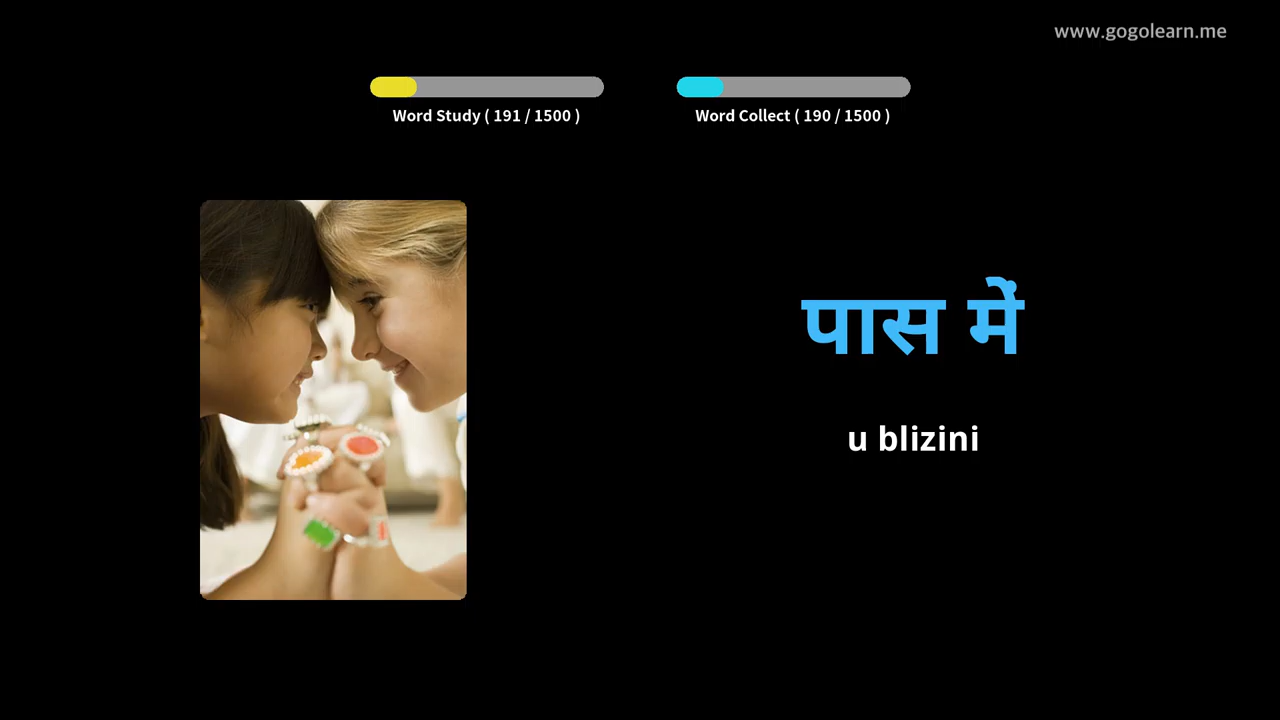 www.gogolearn.me
Word Study ( 191 / 1500 )
Word Collect ( 190 / 1500 )
पास में
u blizini